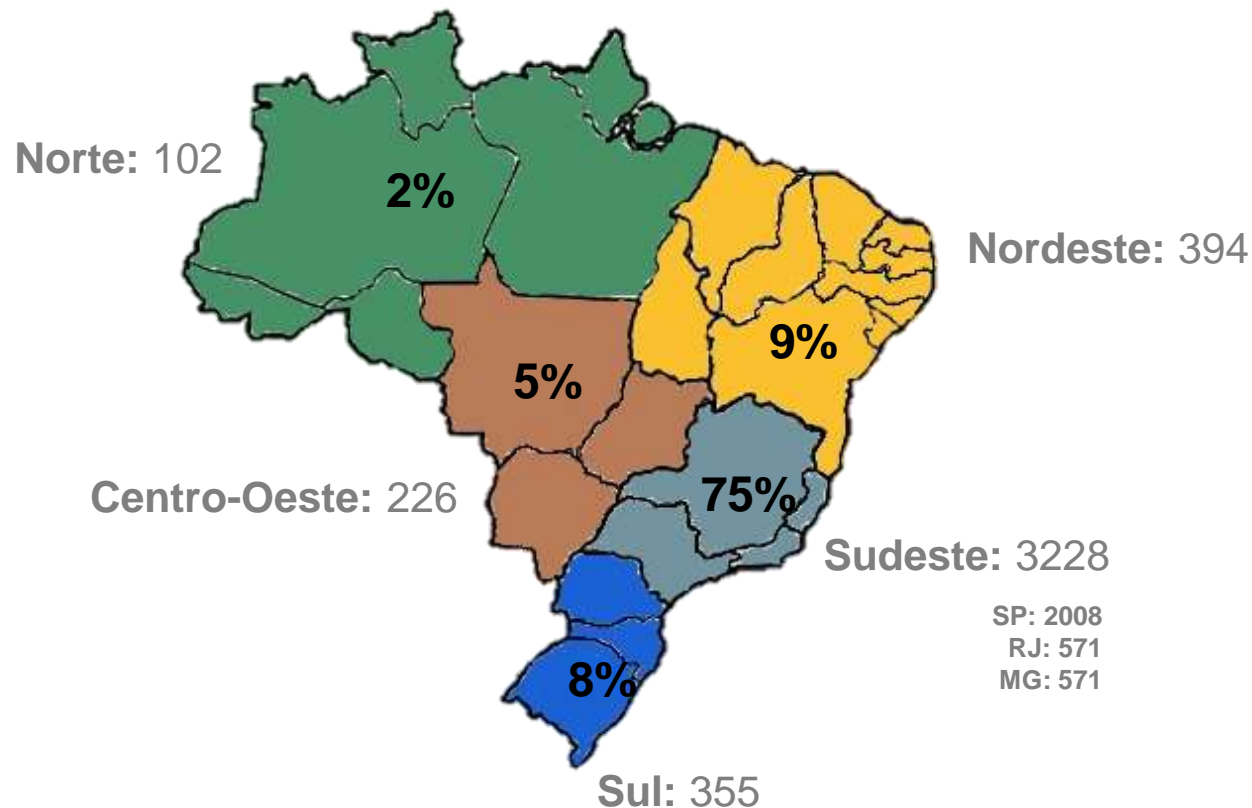 Norte: 102
2%
Nordeste: 394
9%
5%
Centro-Oeste: 226
75%
Sudeste: 3228
SP: 2008
RJ: 571
MG: 571
8%
Sul: 355